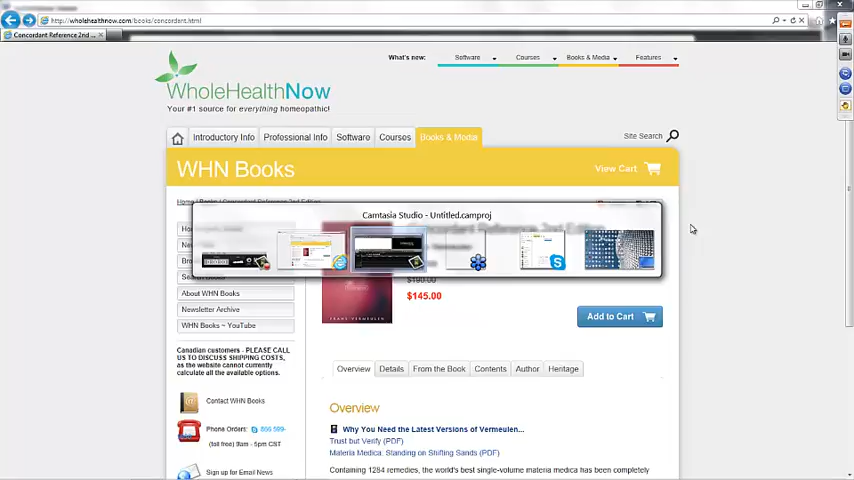 http://wholehealthnow.com/books/concordant.html
Concordant Reference 2nd ...
What's new:
Software
Courses
Books & Media
Features
WholeHealthNow
Your #1 source for everything homeopathic!
Introductory Info
Professional Info
Software
Courses
Books & Media
Site Search
WHN Books
View Cart
Camtasia Studio - Untitled.camproj
About WHN Books
Newsletter Archive
WHN Books ~ YouTube
$145.00
Add to Cart
FRANS VERMEULEN
Canadian customers - PLEASE CALL
US TO DISCUSS SHIPPING COSTS,
as the website cannot currently
calculate all the available options.
Contact WHN Books
Phone Orders: 866 599-
(toll free) 9am - 5pm CST
Sign up for Email News
Overview
Details
From the Book
Contents
Author
Heritage
Overview
Why You Need the Latest Versions of Vermeulen...
Trust but Verify (PDF)
Materia Medica: Standing on Shifting Sands (PDF)
Containing 1264 remedies, the world's best single-volume materia medica has been completely